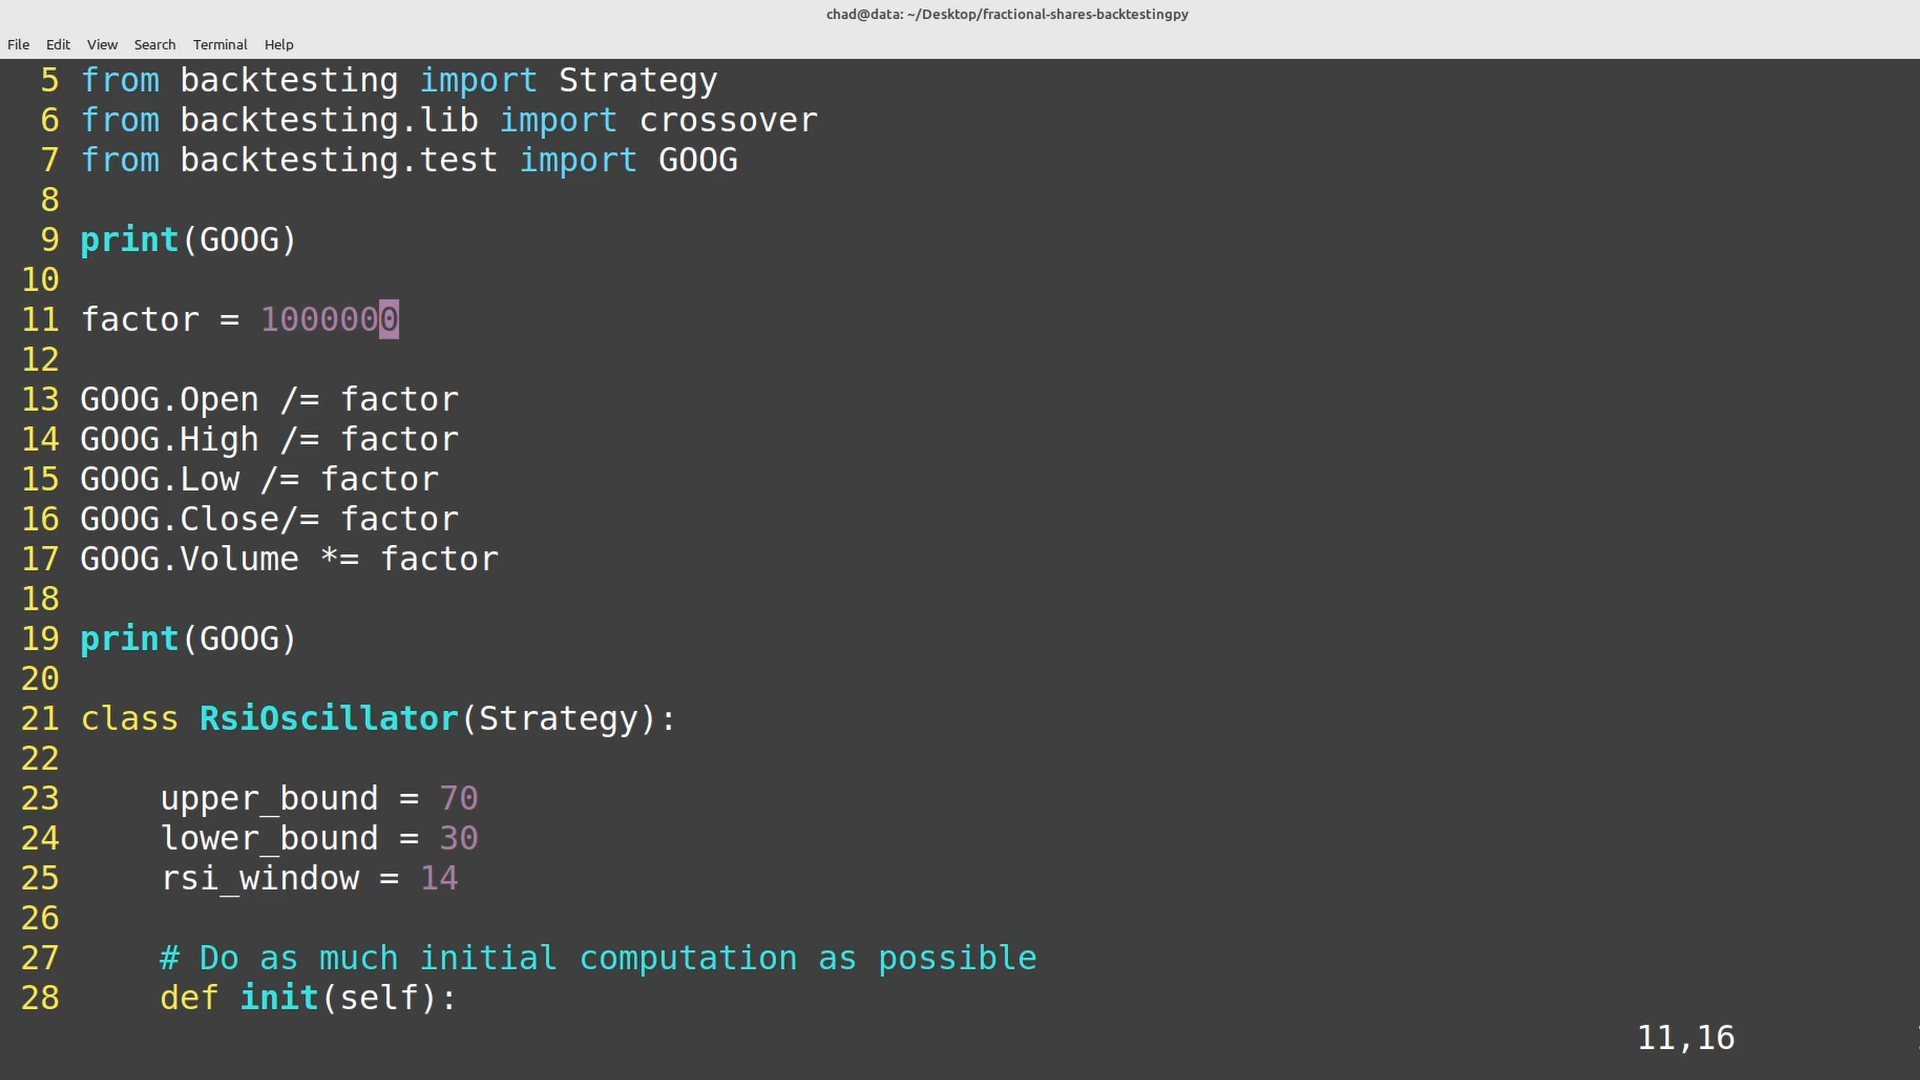 chad@data: ~/Desktop/fractional-shares-backtestingpy
File Edit View Search Terminal Help
5 from backtesting import Strategy
6 from backtesting.lib import crossover
7 from backtesting.test import GOOG
8
9 print(GOOG)
10
11 factor = 1000000
12
13 GOOG.Open /= factor
14 GOOG.High /= factor
15 GOOG.Low /= factor
16 GOOG.Close/= factor
17 GOOG.Volume *= factor
18
19 print(GOOG)
20
21 class RsiOscillator(Strategy):
22
23     upper_bound = 70
24     lower_bound = 30
25     rsi_window = 14
26
27     # Do as much initial computation as possible
28     def init(self):
11,16